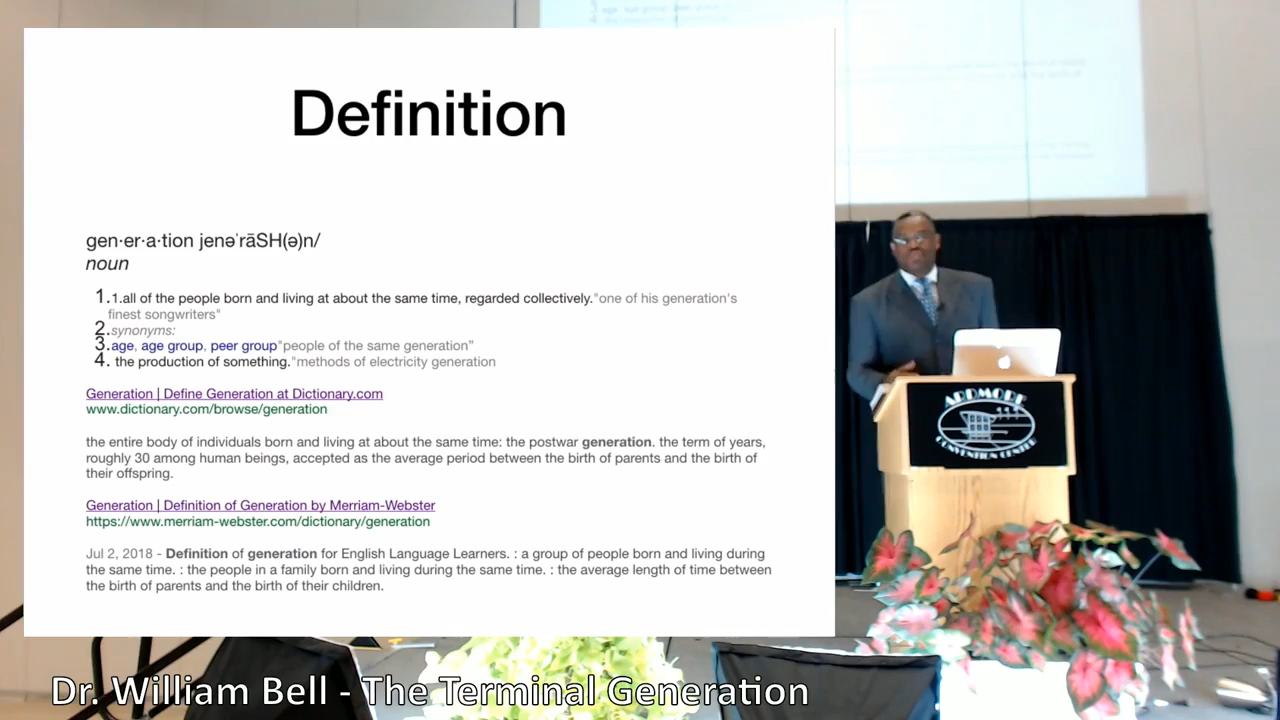 Definition
gen·er·a·tion jenəˈrāSH(ə)n/
noun
1.1.all of the people born and living at about the same time, regarded collectively."one of his generation's
finest songwriters"
2.synonyms:
3.age, age group, peer group"people of the same generation”
4. the production of something."methods of electricity generation
Generation | Define Generation at Dictionary.com
www.dictionary.com/browse/generation
the entire body of individuals born and living at about the same time: the postwar generation. the term of years,
roughly 30 among human beings, accepted as the average period between the birth of parents and the birth of
their offspring.
Generation | Definition of Generation by Merriam-Webster
https://www.merriam-webster.com/dictionary/generation
Jul 2, 2018 - Definition of generation for English Language Learners. : a group of people born and living during
the same time. : the people in a family born and living during the same time. : the average length of time between
the birth of parents and the birth of their children.
ARDMORE
CONVENTION CENTER
Dr. William Bell - The Terminal Generation